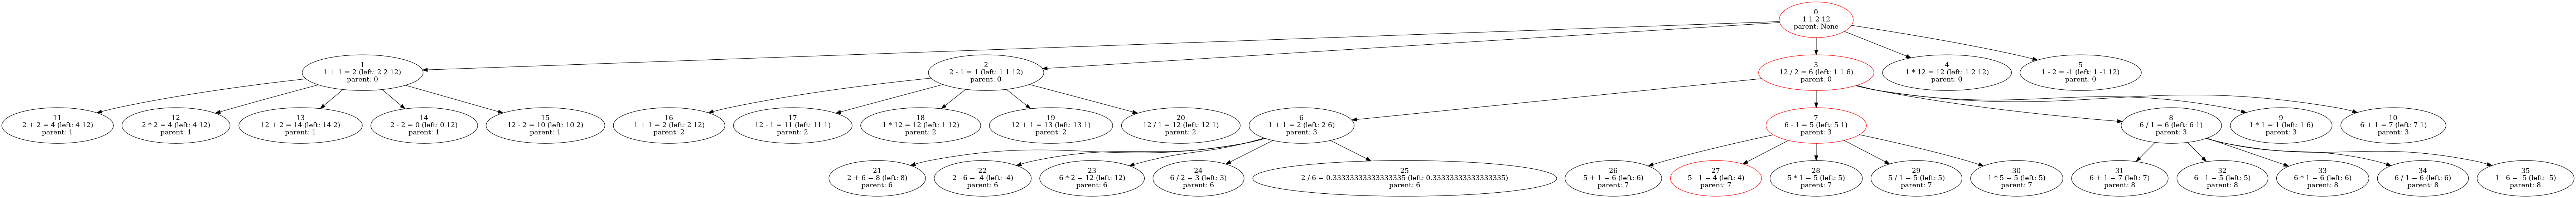 0
1 1 2 12
parent: None
1
1 + 1 = 2 (left: 2 2 12)
parent: 0
2
2 - 1 = 1 (left: 1 1 12)
parent: 0
3
12 / 2 = 6 (left: 1 1 6)
parent: 0
4
1 * 12 = 12 (left: 1 2 12)
parent: 0
5
1 - 2 = -1 (left: 1 -1 12)
parent: 0
11
2 + 2 = 4 (left: 4 12)
parent: 1
12
2 * 2 = 4 (left: 4 12)
parent: 1
13
12 + 2 = 14 (left: 14 2)
parent: 1
14
2 - 2 = 0 (left: 0 12)
parent: 1
15
12 - 2 = 10 (left: 10 2)
parent: 1
16
1 + 1 = 2 (left: 2 12)
parent: 2
17
12 - 1 = 11 (left: 11 1)
parent: 2
18
1 * 12 = 12 (left: 1 12)
parent: 2
19
12 + 1 = 13 (left: 13 1)
parent: 2
20
12 / 1 = 12 (left: 12 1)
parent: 2
6
1 + 1 = 2 (left: 2 6)
parent: 3
7
6 - 1 = 5 (left: 5 1)
parent: 3
8
6 / 1 = 6 (left: 6 1)
parent: 3
9
1 * 1 = 1 (left: 1 6)
parent: 3
10
6 + 1 = 7 (left: 7 1)
parent: 3
21
2 + 6 = 8 (left: 8)
parent: 6
22
2 - 6 = -4 (left: -4)
parent: 6
23
6 * 2 = 12 (left: 12)
parent: 6
24
6 / 2 = 3 (left: 3)
parent: 6
25
2 / 6 = 0.33333333333333335 (left: 0.33333333333333335)
parent: 6
26
5 + 1 = 6 (left: 6)
parent: 7
27
5 - 1 = 4 (left: 4)
parent: 7
28
5 * 1 = 5 (left: 5)
parent: 7
29
5 / 1 = 5 (left: 5)
parent: 7
30
1 * 5 = 5 (left: 5)
parent: 7
31
6 + 1 = 7 (left: 7)
parent: 8
32
6 - 1 = 5 (left: 5)
parent: 8
33
6 * 1 = 6 (left: 6)
parent: 8
34
6 / 1 = 6 (left: 6)
parent: 8
35
1 - 6 = -5 (left: -5)
parent: 8